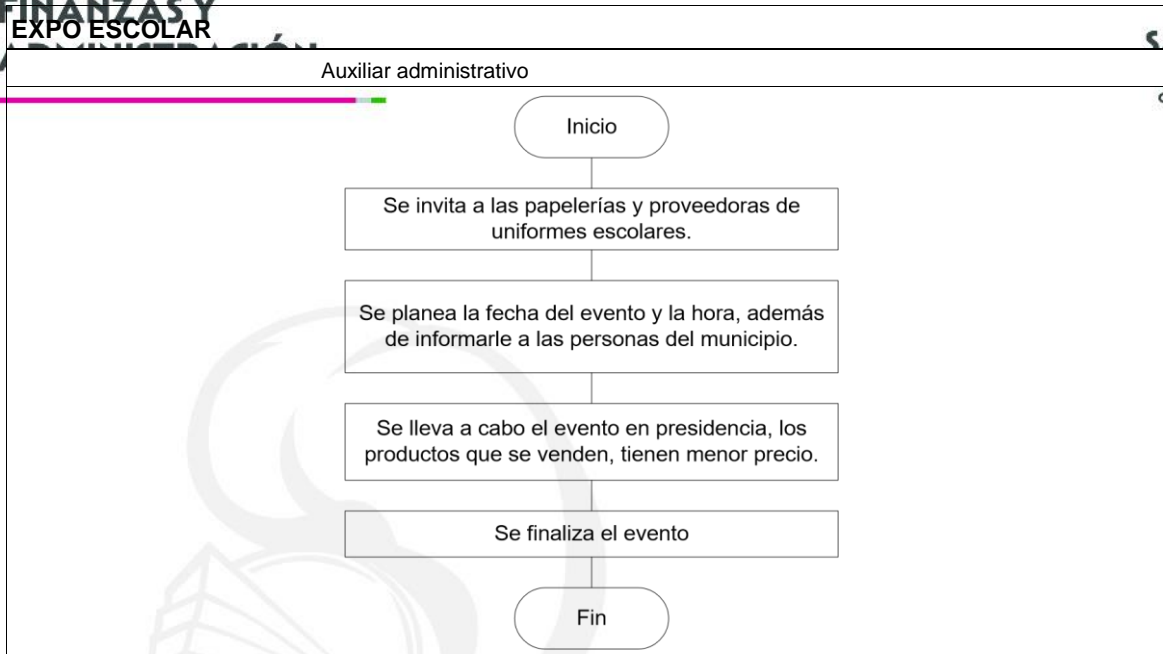 FINANZAS Y
EXPO ESCOLAR
ADMINISTRACIÓN
Auxiliar administrativo
Inicio
Se invita a las papelerías y proveedoras de
uniformes escolares.
Se planea la fecha del evento y la hora, además
de informarle a las personas del municipio.
Se lleva a cabo el evento en presidencia, los
productos que se venden, tienen menor precio.
Se finaliza el evento
Fin